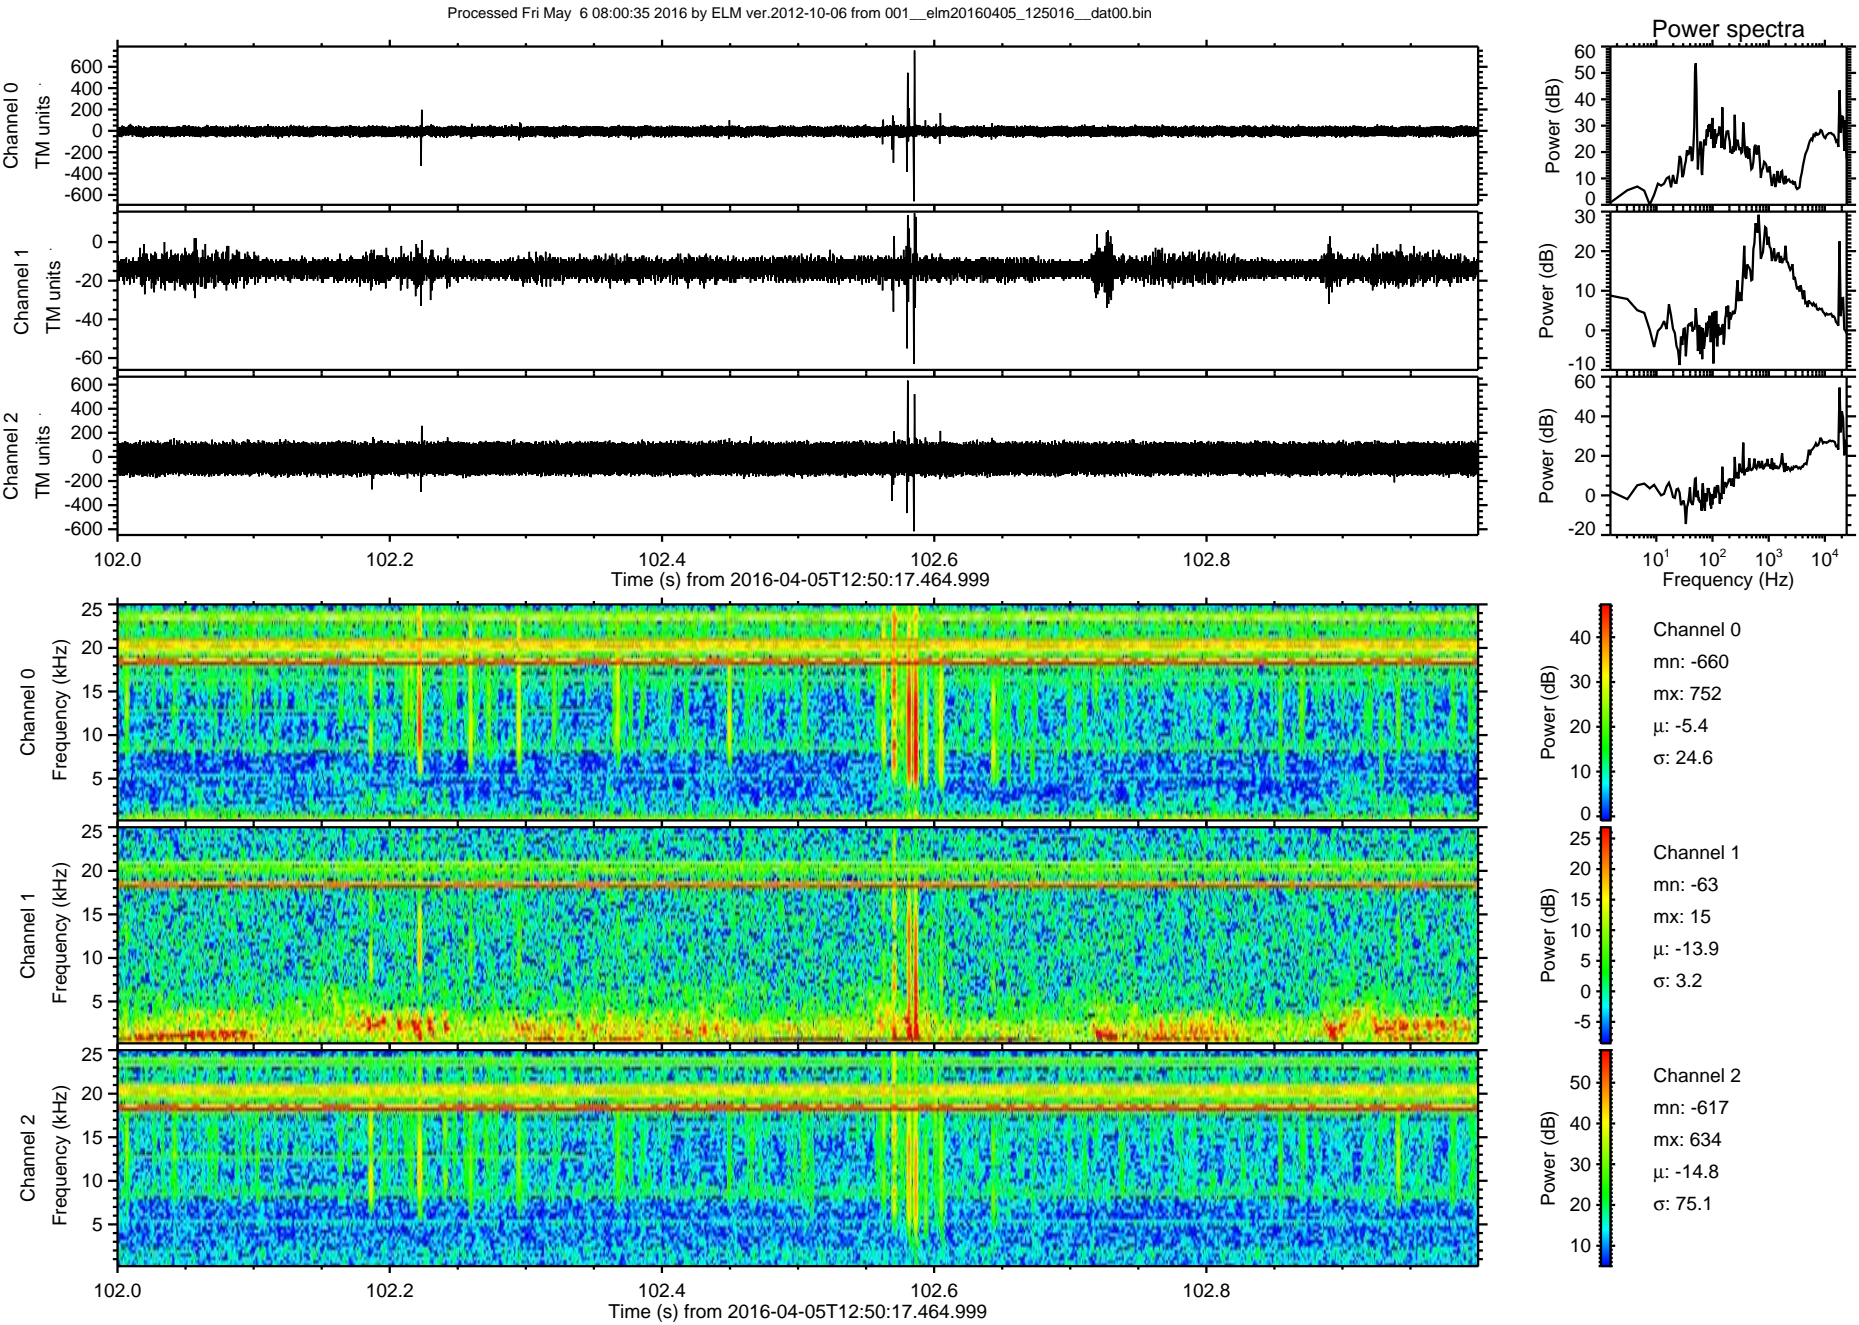 Processed Fri May  6 08:00:35 2016 by ELM ver.2012-10-06 from 001__elm20160405_125016__dat00.bin
Power spectra
Channel 0
TM units
600
400
200
0
-200
-400
-600
Power (dB)
60
50
40
30
20
10
0
Channel 1
TM units
0
-20
-40
-60
Power (dB)
30
20
10
0
-10
Channel 2
TM units
600
400
200
0
-200
-400
-600
Power (dB)
60
40
20
0
-20
102.0
102.2
102.4
102.6
102.8
Time (s) from 2016-04-05T12:50:17.464.999
10^1
10^2
10^3
10^4
Frequency (Hz)
Channel 0
Frequency (kHz)
25
20
15
10
5
Power (dB)
40
30
20
10
0
Channel 0
mn: -660
mx: 752
μ: -5.4
σ: 24.6
Channel 1
Frequency (kHz)
25
20
15
10
5
Power (dB)
25
20
15
10
5
0
-5
Channel 1
mn: -63
mx: 15
μ: -13.9
σ: 3.2
Channel 2
Frequency (kHz)
25
20
15
10
5
Power (dB)
50
40
30
20
10
Channel 2
mn: -617
mx: 634
μ: -14.8
σ: 75.1
102.0
102.2
102.4
102.6
102.8
Time (s) from 2016-04-05T12:50:17.464.999